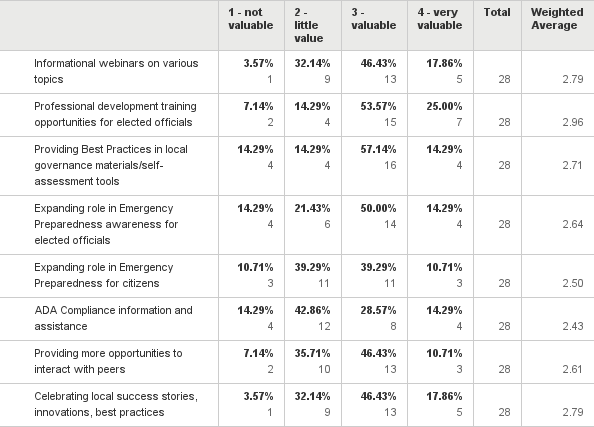 1 - not 2 - 3 - 4 - very Total Weighted
valuable little valuable valuable Average
value
Informational webinars on various 3.57% 32.14% 46.43% 17.86%
topics 1 9 13 5 28 2.79
Professional development training 7.14% 14.29% 53.57% 25.00%
opportunities for elected officials 2 4 15 7 28 2.96
Providing Best Practices in local 14.29% 14.29% 57.14% 14.29%
governance materials/self- 4 4 16 4 28 2.71
assessment tools
Expanding role in Emergency 14.29% 21.43% 50.00% 14.29%
Preparedness awareness for 4 6 14 4 28 2.64
elected officials
Expanding role in Emergency 10.71% 39.29% 39.29% 10.71%
Preparedness for citizens 3 11 11 3 28 2.50
ADA Compliance information and 14.29% 42.86% 28.57% 14.29%
assistance 4 12 8 4 28 2.43
Providing more opportunities to 7.14% 35.71% 46.43% 10.71%
interact with peers 2 10 13 3 28 2.61
Celebrating local success stories, 3.57% 32.14% 46.43% 17.86%
innovations, best practices 1 9 13 5 28 2.79